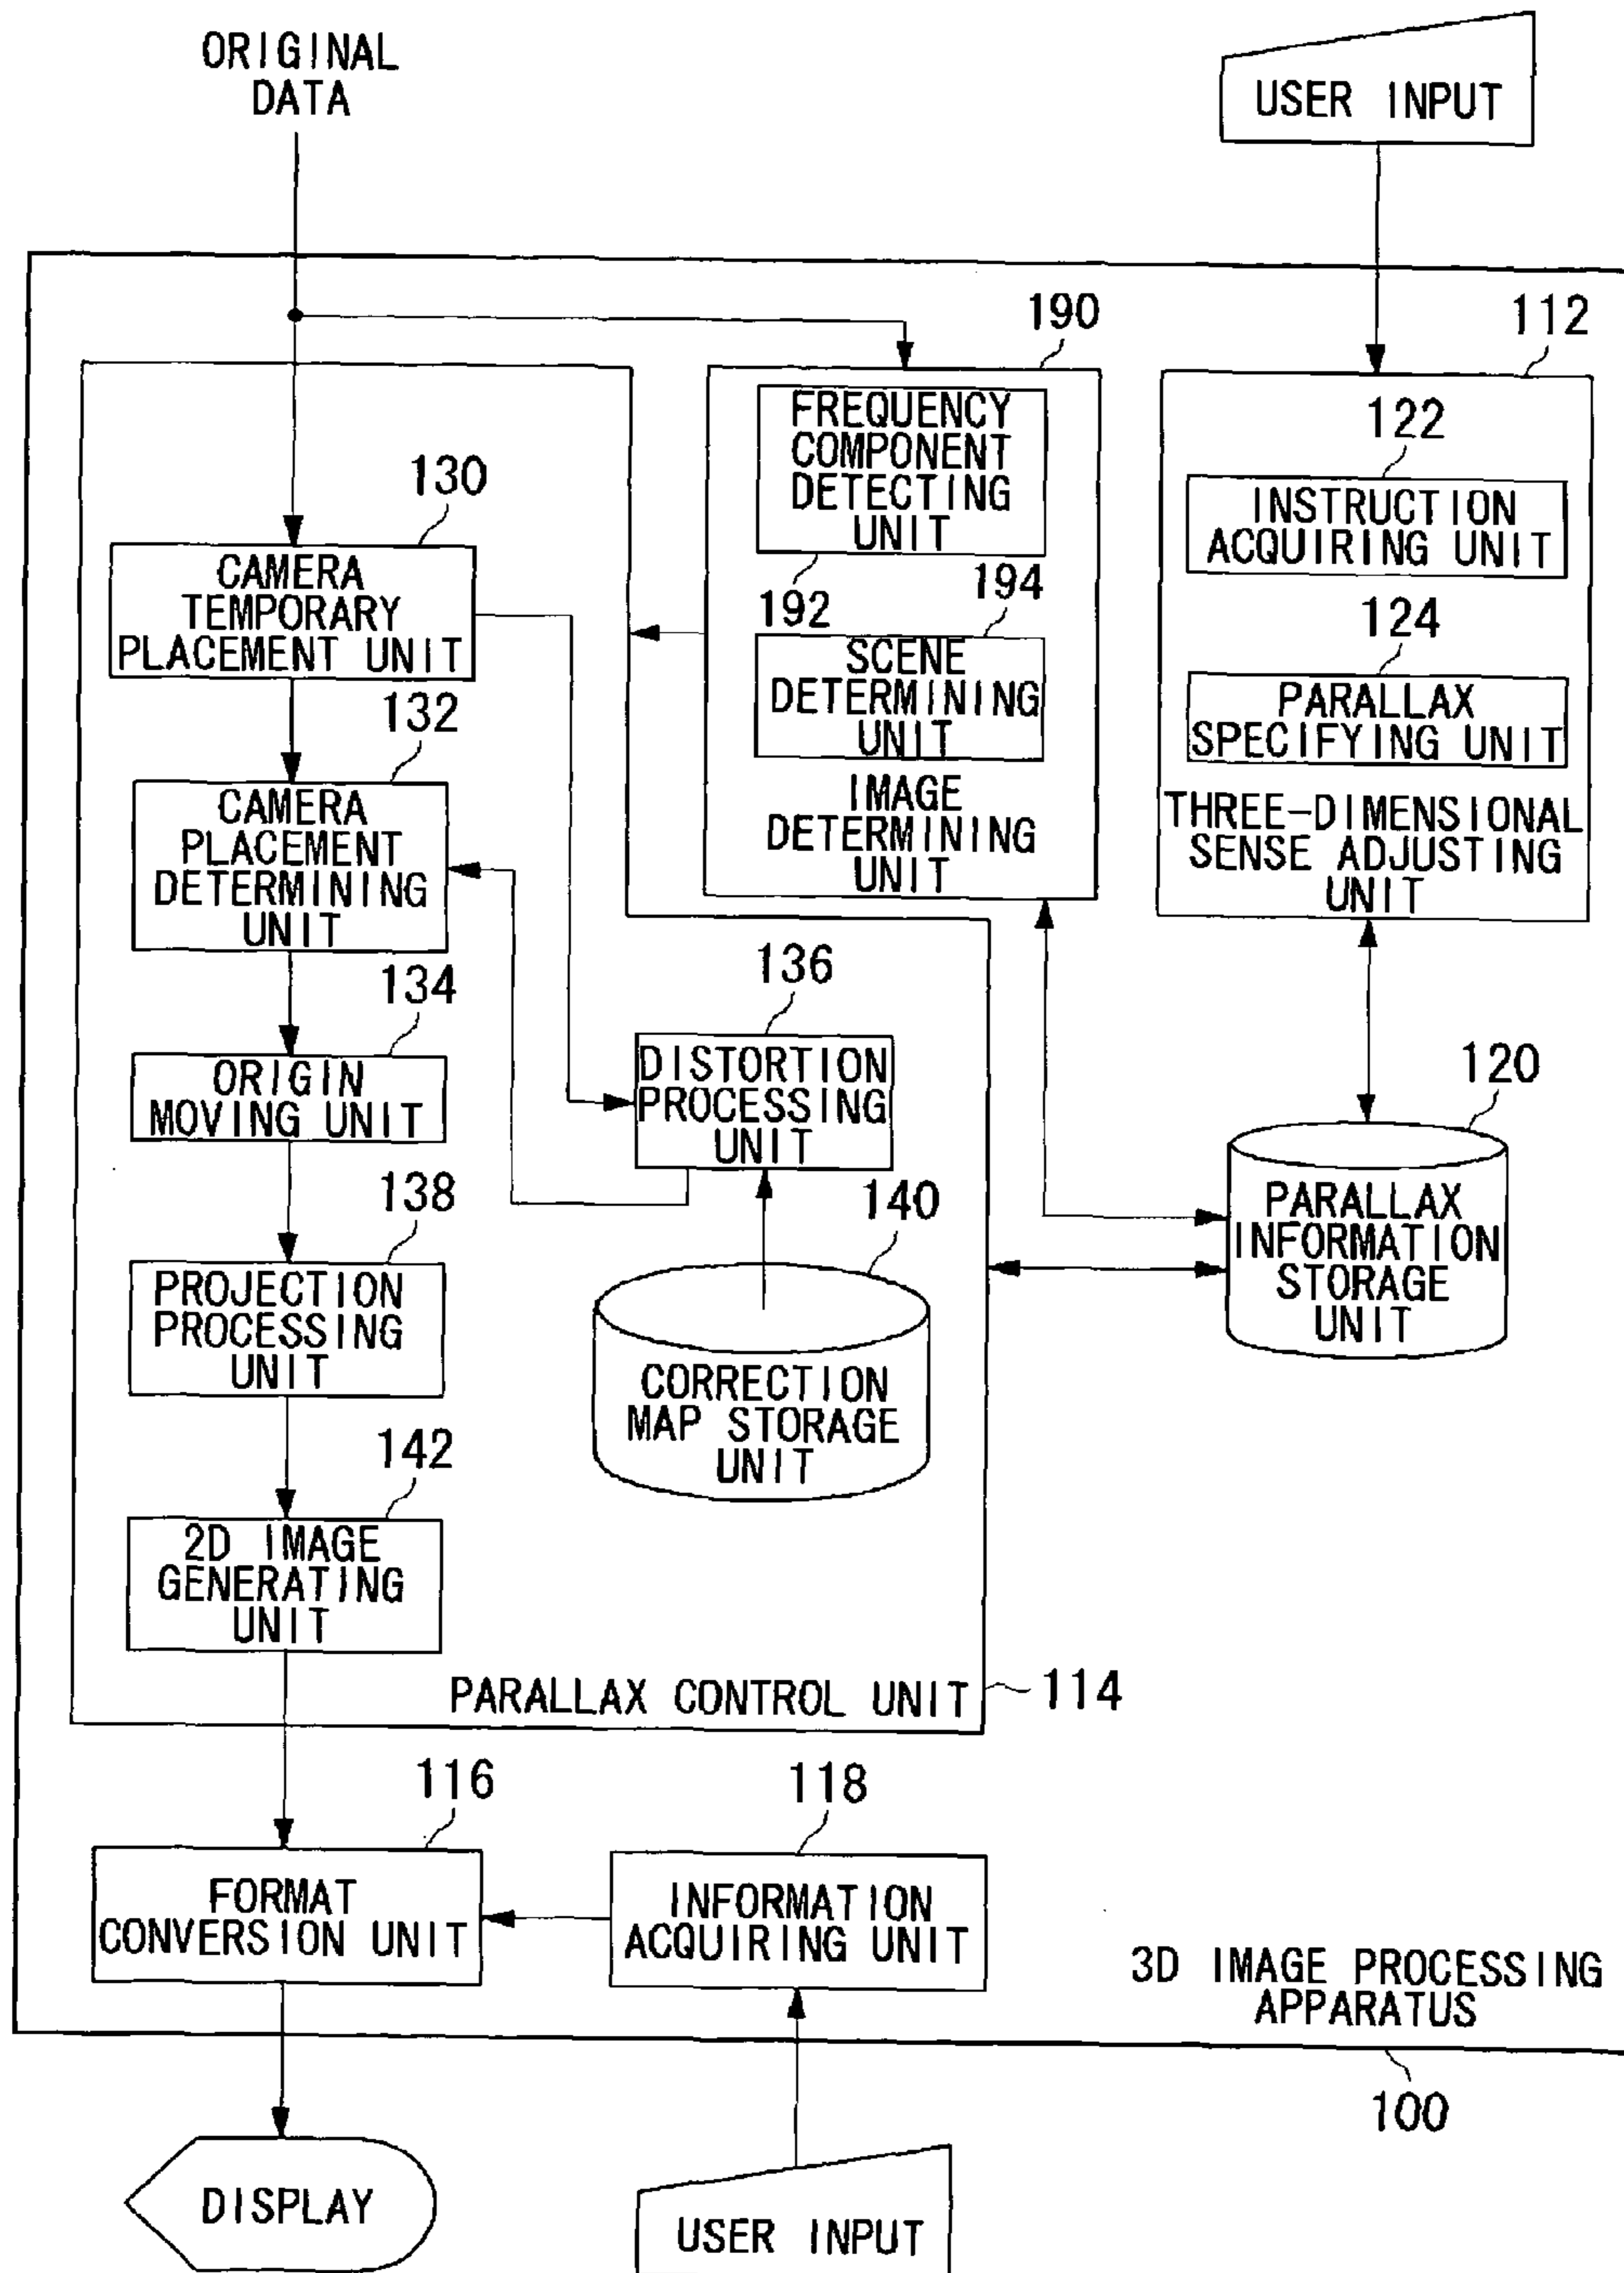 ORIGINAL
DATA
USER INPUT
190
112
FREQUENCY
COMPONENT
DETECTING
UNIT
192
194
SCENE
DETERMINING
UNIT
IMAGE
DETERMINING
UNIT
122
INSTRUCTION
ACQUIRING UNIT
124
PARALLAX
SPECIFYING UNIT
THREE-DIMENSIONAL
SENSE ADJUSTING
UNIT
130
CAMERA
TEMPORARY
PLACEMENT UNIT
132
CAMERA
PLACEMENT
DETERMINING
UNIT
134
ORIGIN
MOVING UNIT
136
DISTORTION
PROCESSING
UNIT
120
PARALLAX
INFORMATION
STORAGE
UNIT
138
PROJECTION
PROCESSING
UNIT
140
CORRECTION
MAP STORAGE
UNIT
142
2D IMAGE
GENERATING
UNIT
PARALLAX CONTROL UNIT
114
116
FORMAT
CONVERSION UNIT
118
INFORMATION
ACQUIRING UNIT
3D IMAGE PROCESSING
APPARATUS
100
DISPLAY
USER INPUT